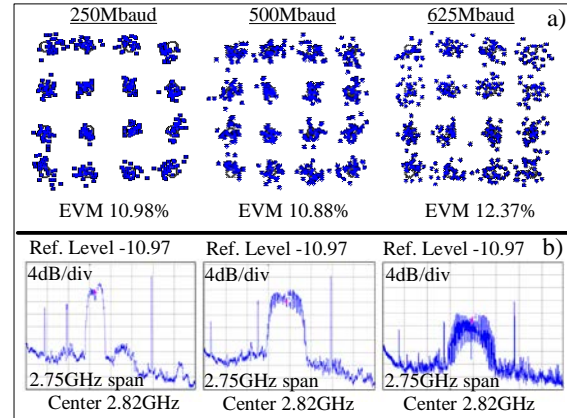 250Mbaud 500Mbaud 625Mbaud a)
EVM 10.98% EVM 10.88% EVM 12.37%
Ref. Level -10.97 Ref. Level -10.97 Ref. Level -10.97 b)
4dB/div 4dB/div 4dB/div
2.75GHz span 2.75GHz span 2.75GHz span
Center 2.82GHz Center 2.82GHz Center 2.82GHz